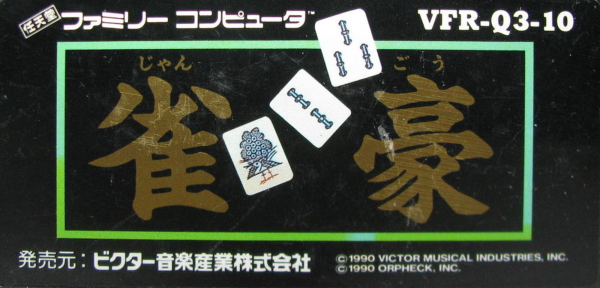 任天堂 ファミリー コンピュータ™ VFR-Q3-10
じゃん ごう
雀豪
発売元：ビクター音楽産業株式会社
©1990 VICTOR MUSICAL INDUSTRIES, INC.
©1990 ORPHECK, INC.